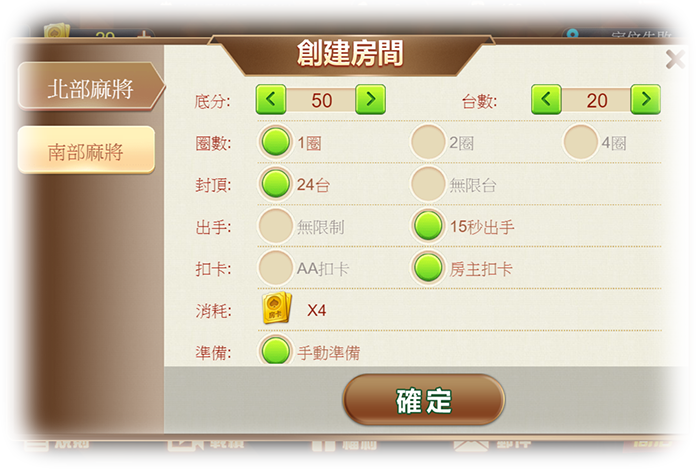 創建房間
北部麻將
南部麻將
底分: 50 台數: 20
圈數: 1圈 2圈 4圈
封頂: 24台 無限台
出手: 無限制 15秒出手
扣卡: AA扣卡 房主扣卡
消耗: 房卡 X4
準備: 手動準備
確定